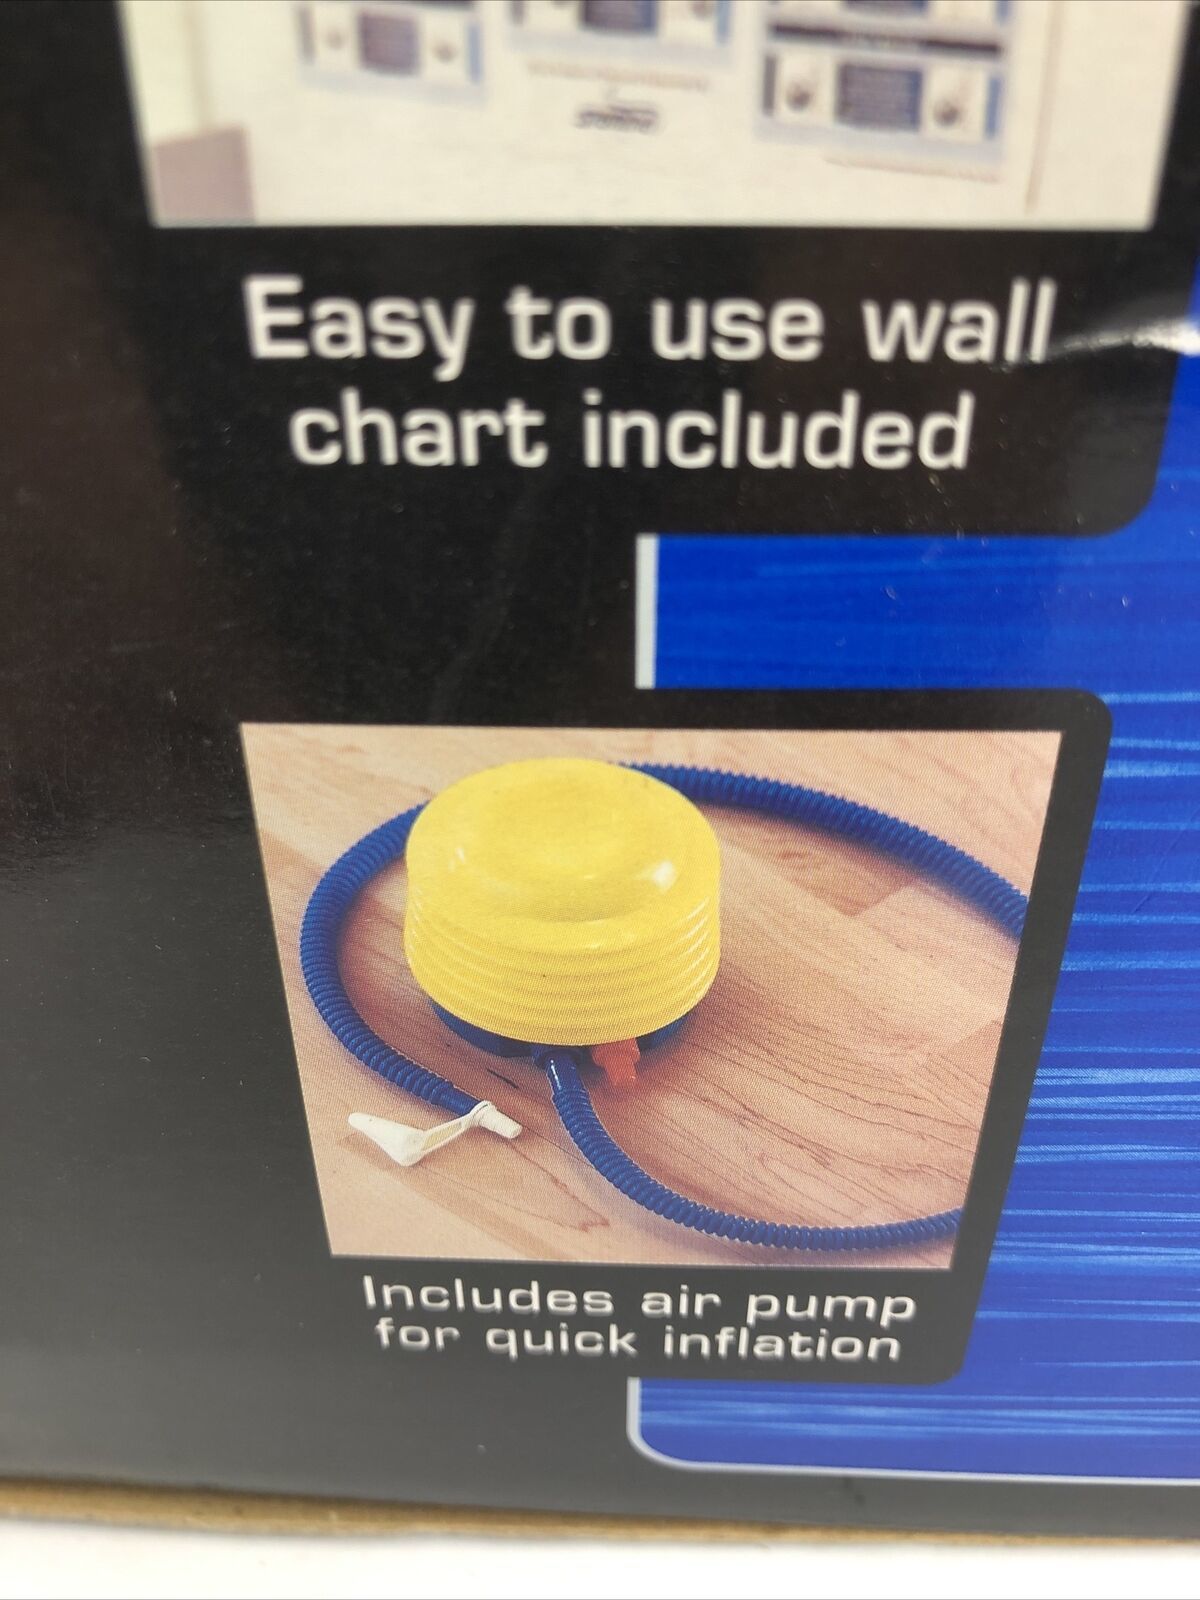 Easy to use wall
chart included
Includes air pump
for quick inflation